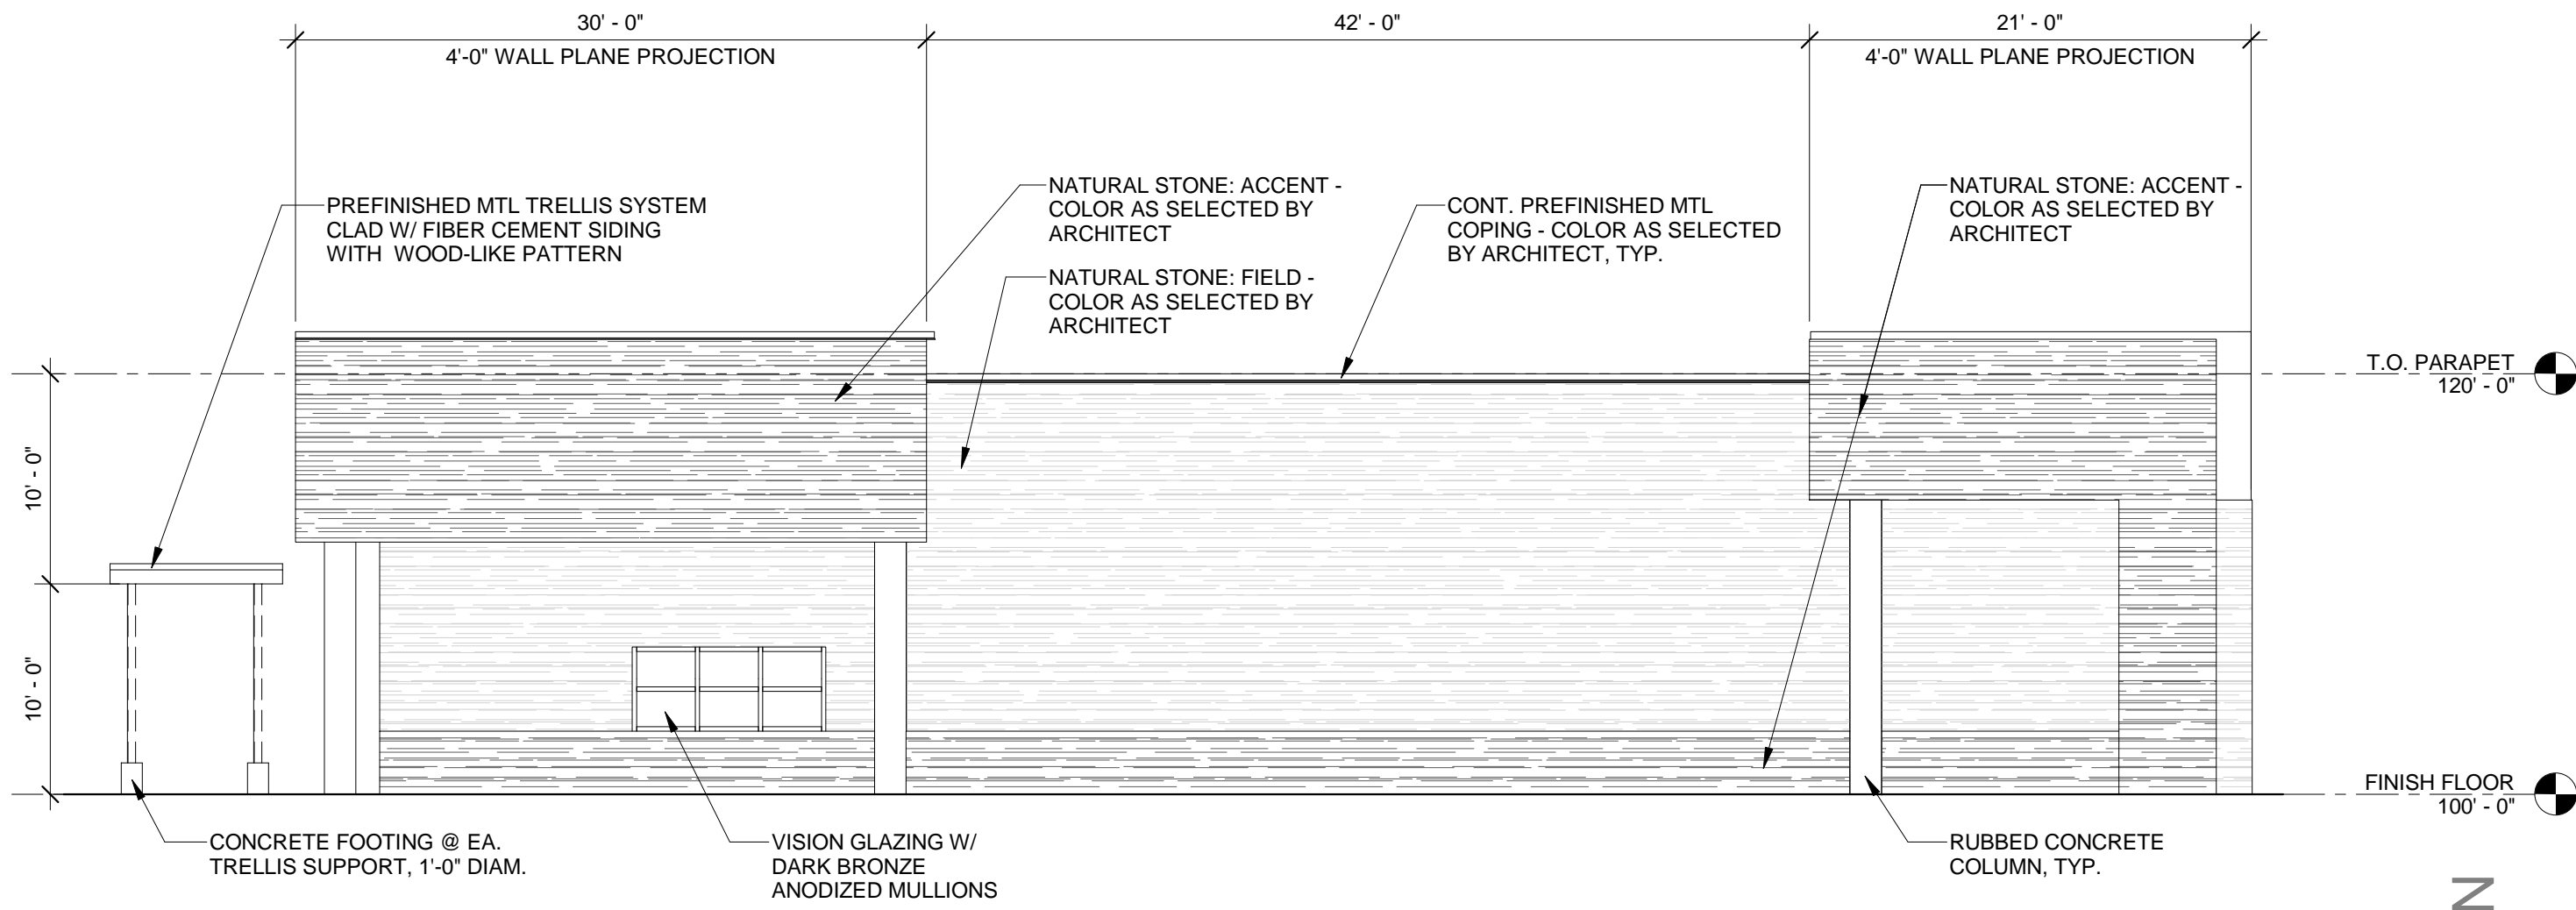 30' - 0"
42' - 0"
21' - 0"
4'-0" WALL PLANE PROJECTION
4'-0" WALL PLANE PROJECTION
PREFINISHED MTL TRELLIS SYSTEM
CLAD W/ FIBER CEMENT SIDING
WITH WOOD-LIKE PATTERN
NATURAL STONE: ACCENT -
COLOR AS SELECTED BY
ARCHITECT
NATURAL STONE: FIELD -
COLOR AS SELECTED BY
ARCHITECT
CONT. PREFINISHED MTL
COPING - COLOR AS SELECTED
BY ARCHITECT, TYP.
NATURAL STONE: ACCENT -
COLOR AS SELECTED BY
ARCHITECT
T.O. PARAPET
120' - 0"
10' - 0"
10' - 0"
FINISH FLOOR
100' - 0"
CONCRETE FOOTING @ EA.
TRELLIS SUPPORT, 1'-0" DIAM.
VISION GLAZING W/
DARK BRONZE
ANODIZED MULLIONS
RUBBED CONCRETE
COLUMN, TYP.
N